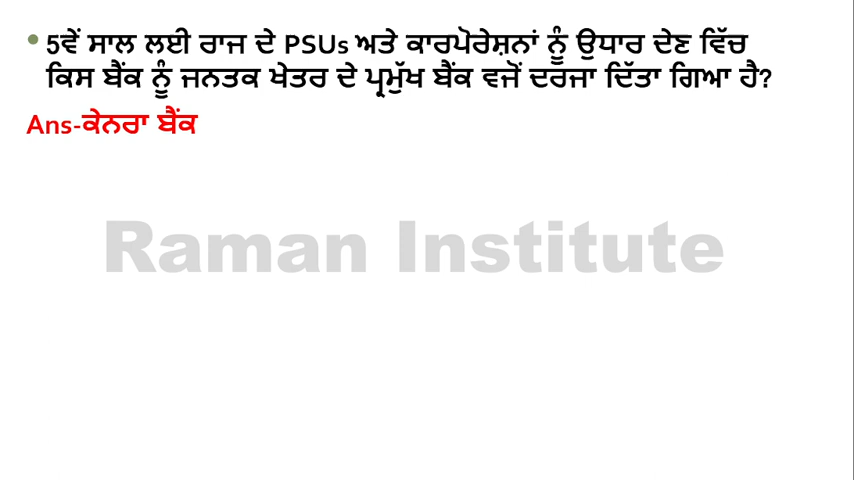 5ਵੇਂ ਸਾਲ ਲਈ ਰਾਜ ਦੇ PSUs ਅਤੇ ਕਾਰਪੋਰੇਸ਼ਨਾਂ ਨੂੰ ਉਧਾਰ ਦੇਣ ਵਿੱਚ
ਕਿਸ ਬੈਂਕ ਨੂੰ ਜਨਤਕ ਖੇਤਰ ਦੇ ਪ੍ਰਮੁੱਖ ਬੈਂਕ ਵਜੋਂ ਦਰਜਾ ਦਿੱਤਾ ਗਿਆ ਹੈ?
Ans-ਕੇਨਰਾ ਬੈਂਕ
Raman Institute